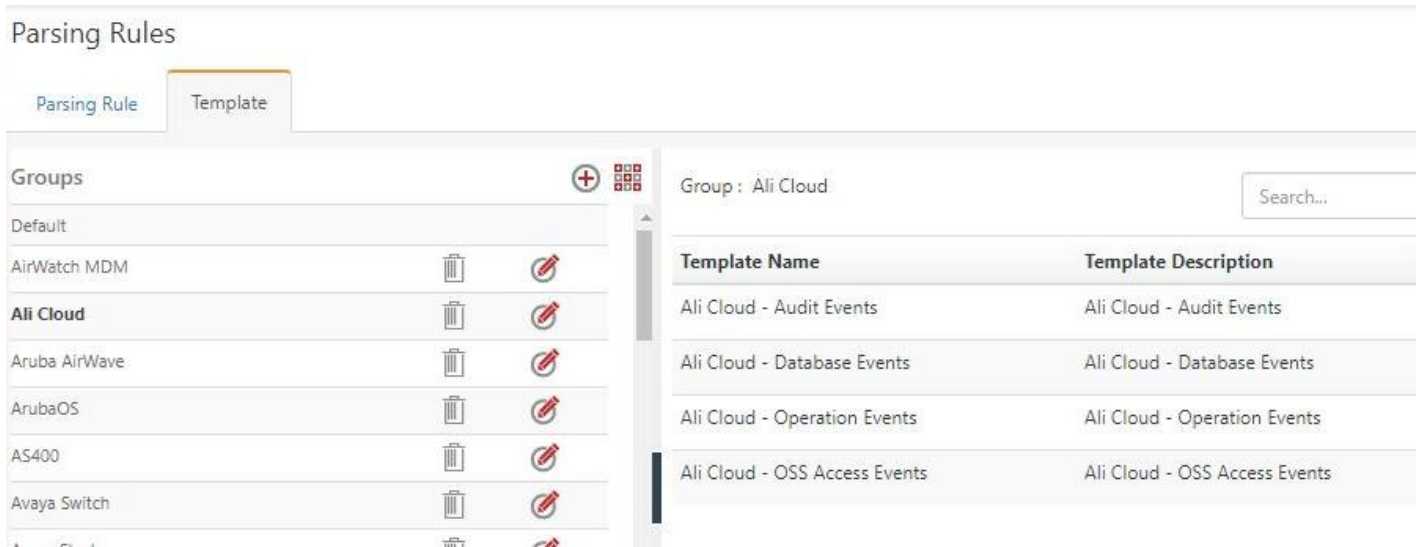 Parsing Rules
Parsing Rule
Template
Groups
Default
AirWatch MDM
Ali Cloud
Aruba AirWave
ArubaOS
AS400
Avaya Switch
Group : Ali Cloud
Search...
Template Name Template Description
Ali Cloud - Audit Events Ali Cloud - Audit Events
Ali Cloud - Database Events Ali Cloud - Database Events
Ali Cloud - Operation Events Ali Cloud - Operation Events
Ali Cloud - OSS Access Events Ali Cloud - OSS Access Events